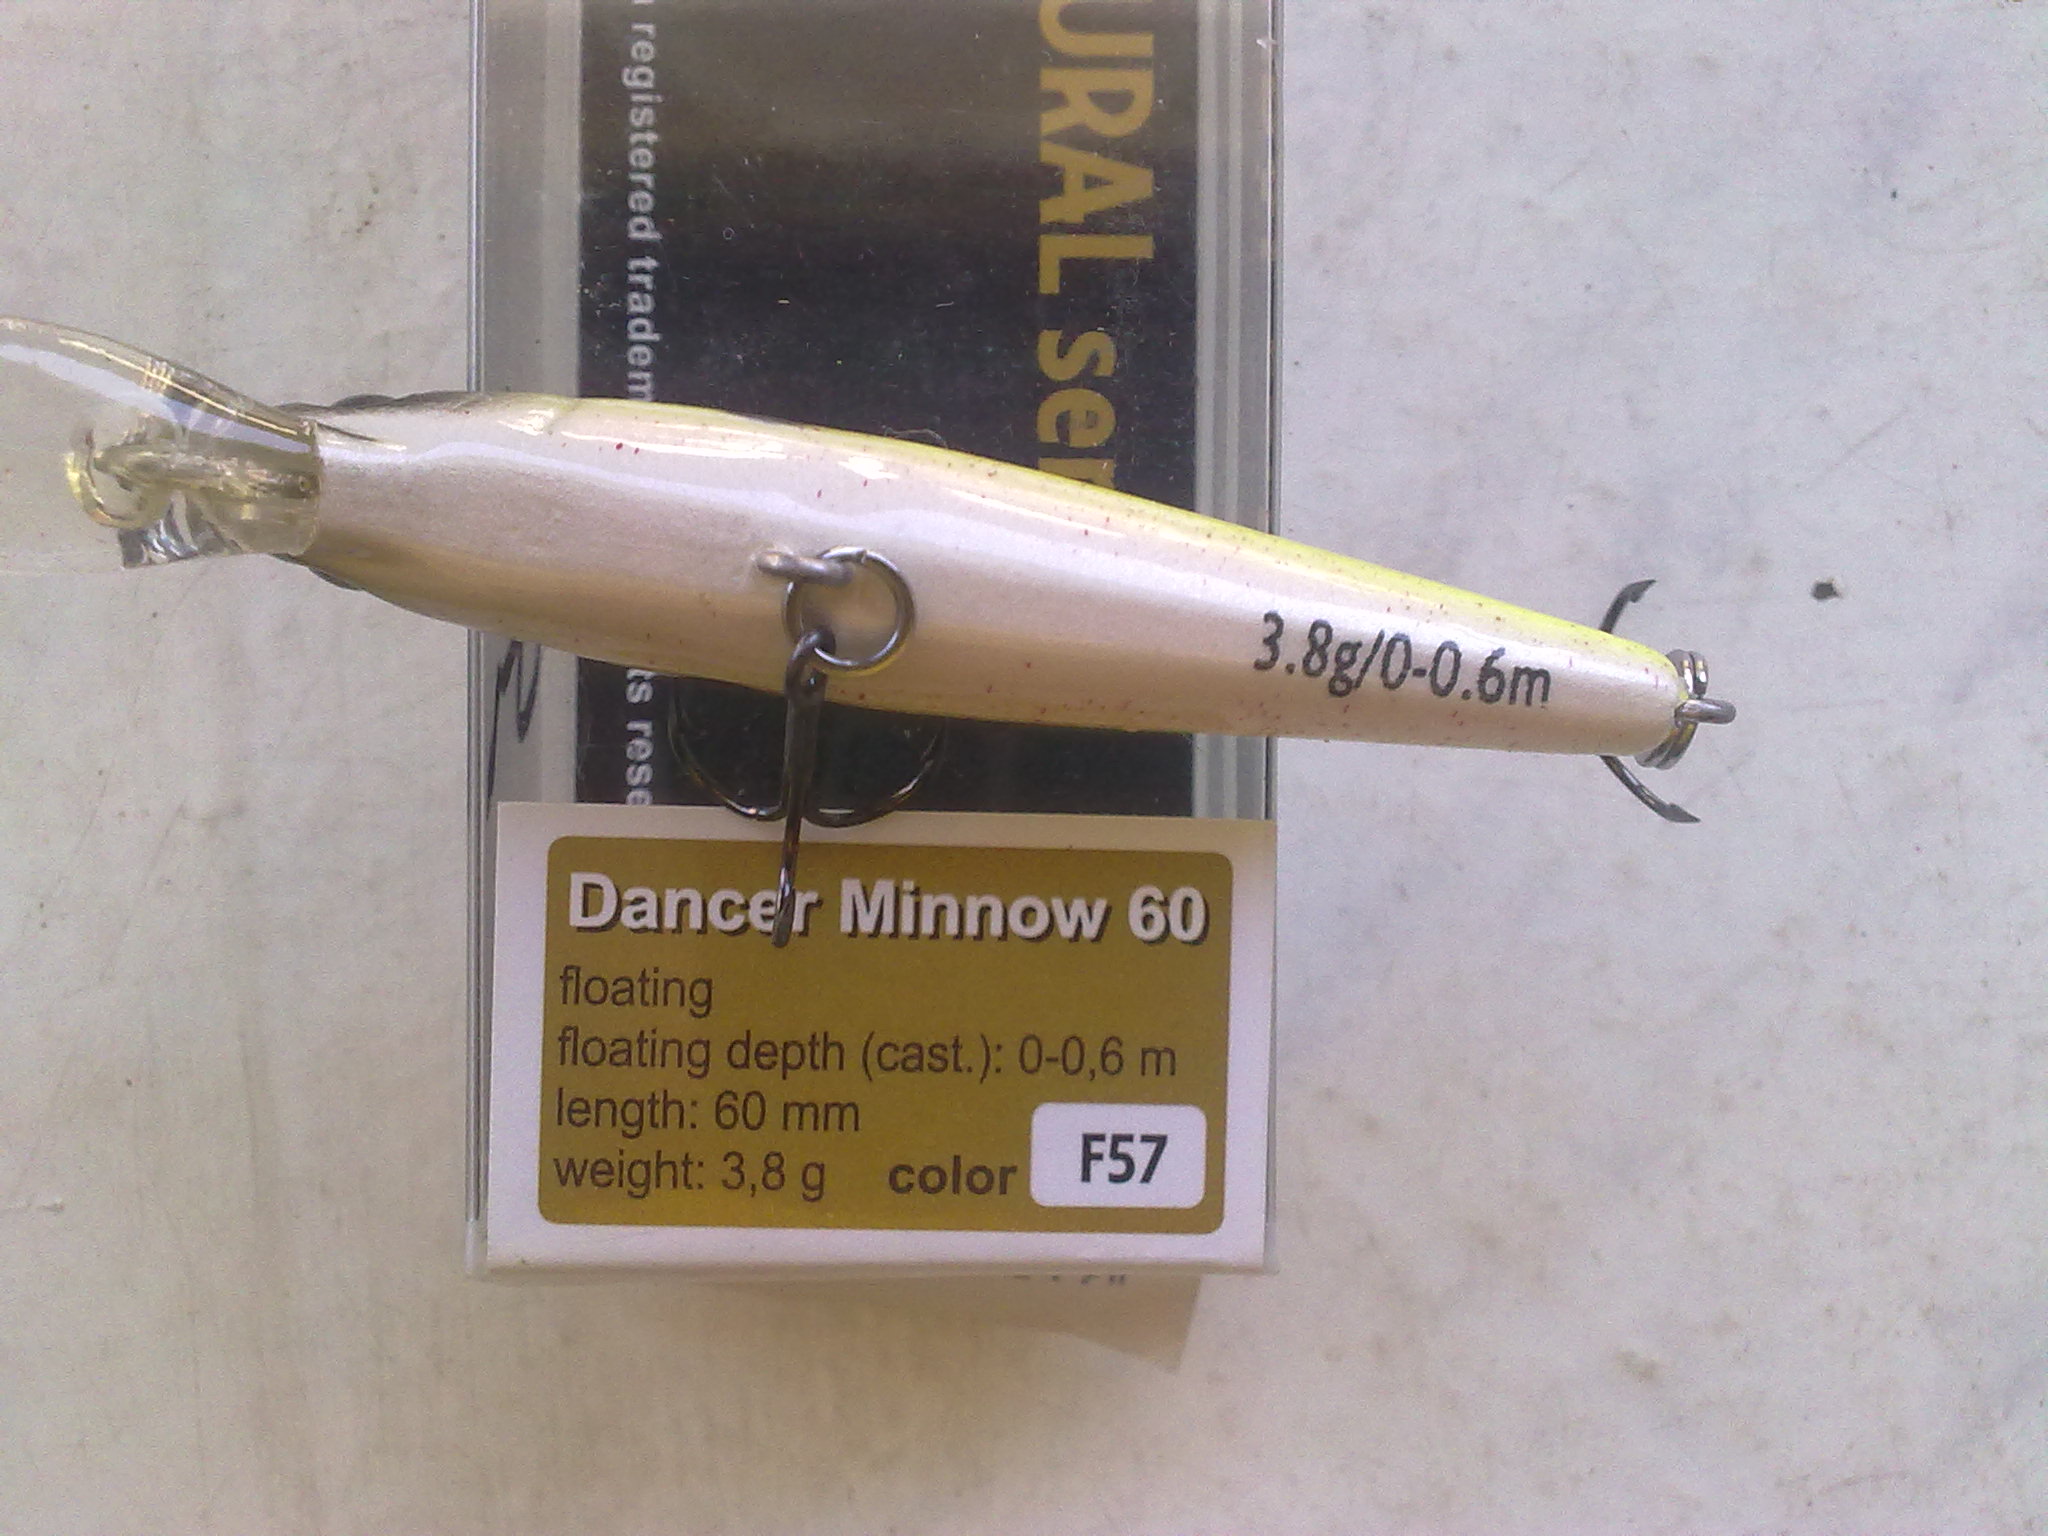 registered tradem
URAL ser
ts rese
3.8g/0-0.6m
Dancer Minnow 60
floating
floating depth (cast.): 0-0,6 m
length: 60 mm
weight: 3,8 g color F57